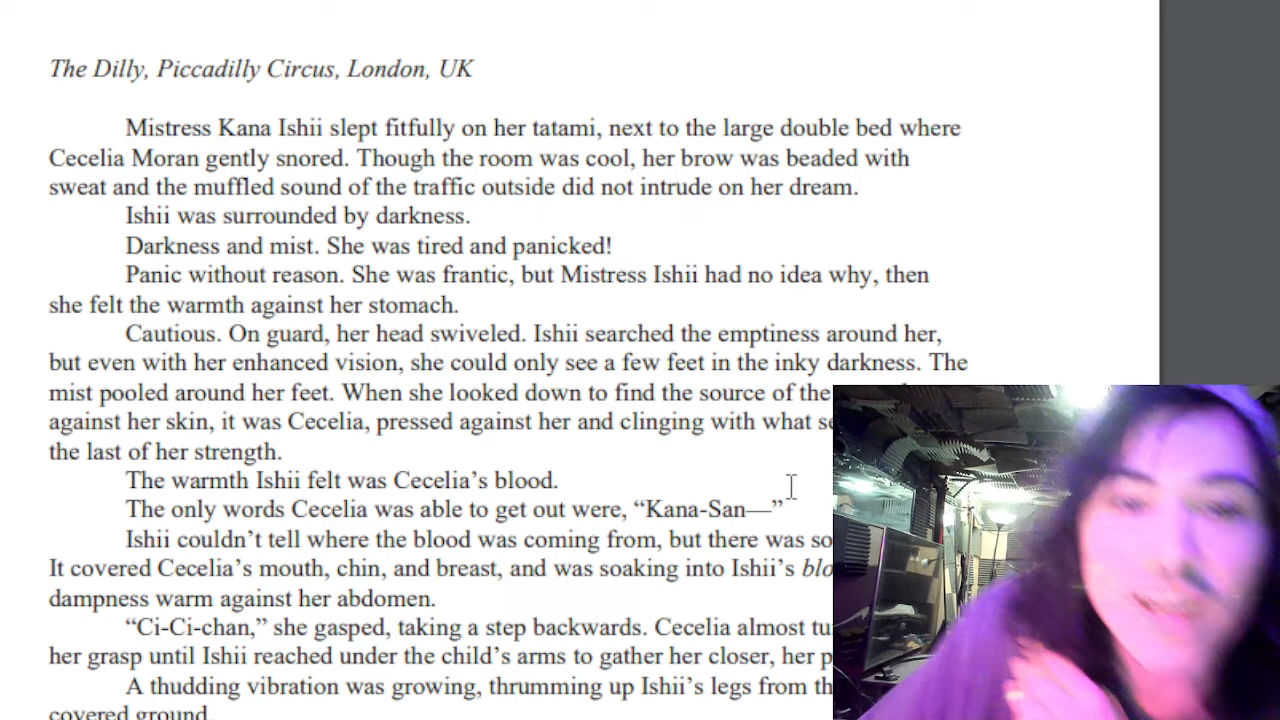 The Dilly, Piccadilly Circus, London, UK
Mistress Kana Ishii slept fitfully on her tatami, next to the large double bed where
Cecelia Moran gently snored. Though the room was cool, her brow was beaded with
sweat and the muffled sound of the traffic outside did not intrude on her dream.
Ishii was surrounded by darkness.
Darkness and mist. She was tired and panicked!
Panic without reason. She was frantic, but Mistress Ishii had no idea why, then
she felt the warmth against her stomach.
Cautious. On guard, her head swiveled. Ishii searched the emptiness around her,
but even with her enhanced vision, she could only see a few feet in the inky darkness. The
mist pooled around her feet. When she looked down to find the source of the
against her skin, it was Cecelia, pressed against her and clinging with what
the last of her strength.
The warmth Ishii felt was Cecelia’s blood.
The only words Cecelia was able to get out were, “Kana-San—”
Ishii couldn’t tell where the blood was coming from, but there was so
It covered Cecelia’s mouth, chin, and breast, and was soaking into Ishii’s
dampness warm against her abdomen.
“Ci-Ci-chan,” she gasped, taking a step backwards. Cecelia almost
her grasp until Ishii reached under the child’s arms to gather her closer, her
A thudding vibration was growing, thrumming up Ishii’s legs from
covered ground.